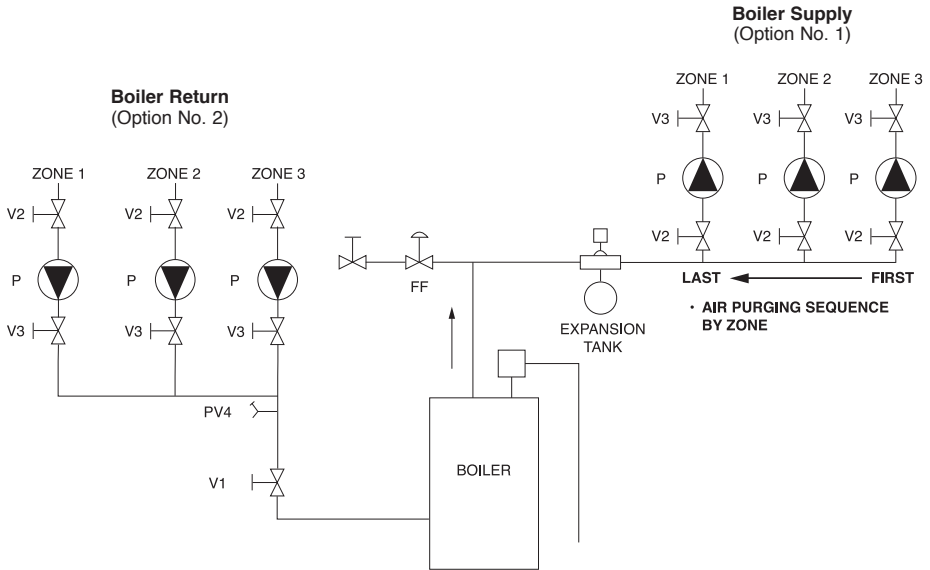 Boiler Supply
(Option No. 1)
ZONE 1 ZONE 2 ZONE 3
V3 V3 V3
P P P
V2 V2 V2
LAST FIRST
• AIR PURGING SEQUENCE
BY ZONE
Boiler Return
(Option No. 2)
ZONE 1 ZONE 2 ZONE 3
V2 V2 V2
P P P
V3 V3 V3
PV4
V1
FF
EXPANSION
TANK
BOILER